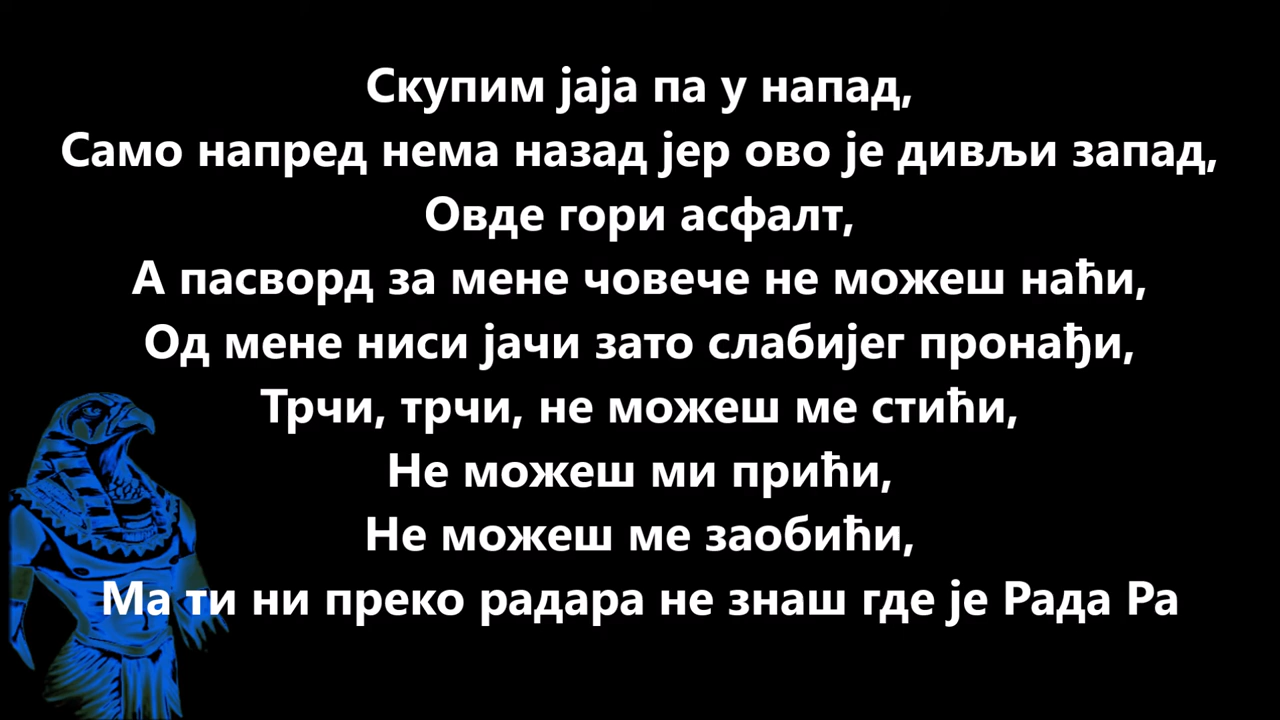 Скупим јаја па у напад,
Само напред нема назад јер ово је дивљи запад,
Овде гори асфалт,
А пасворд за мене човече не можеш наћи,
Од мене ниси јачи зато слабијег пронађи,
Трчи, трчи, не можеш ме стићи,
Не можеш ми прићи,
Не можеш ме заобићи,
Ма ти ни преко радара не знаш где је Рада Ра